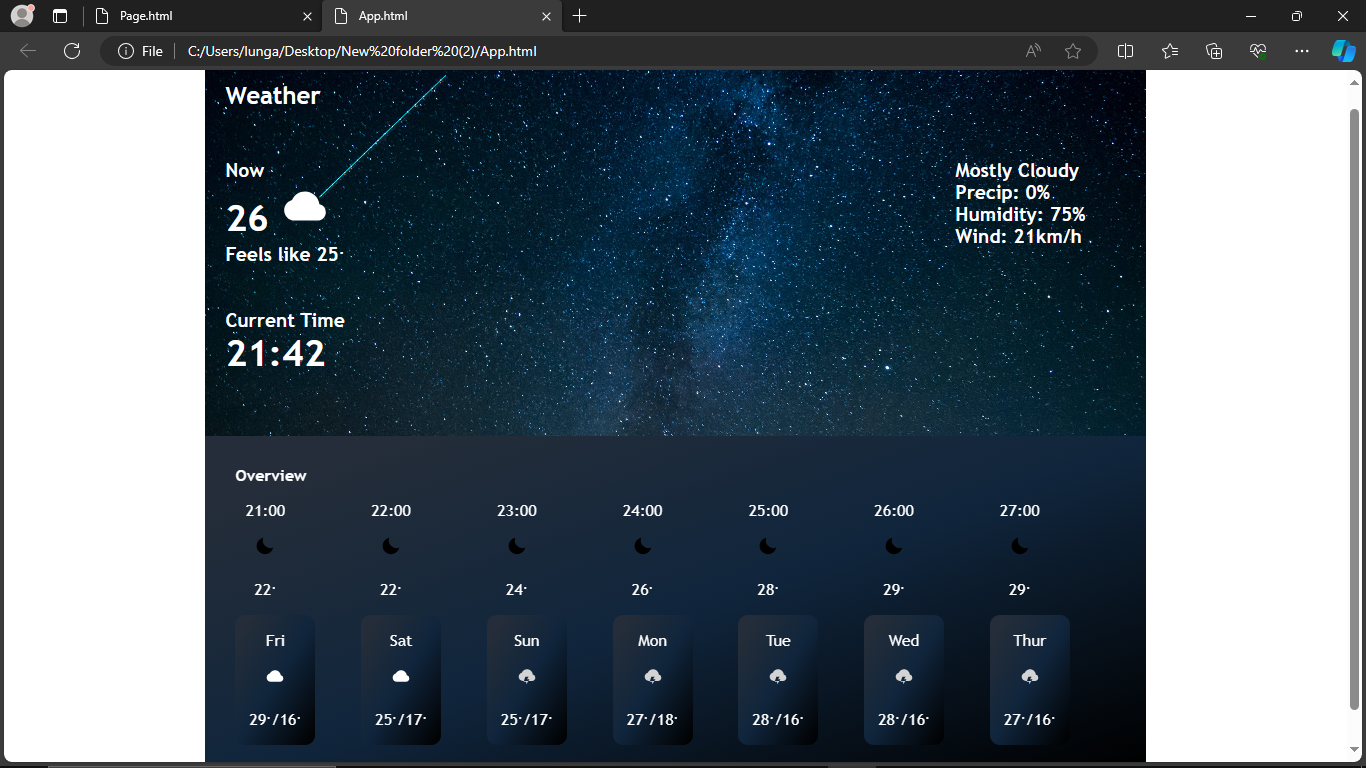 Page.html
App.html
File
C:/Users/lunga/Desktop/New%20folder%20(2)/App.html
Weather
Now
26
Feels like 25·
Mostly Cloudy
Precip: 0%
Humidity: 75%
Wind: 21km/h
Current Time
21:42
Overview
21:00 22:00 23:00 24:00 25:00 26:00 27:00
22· 22· 24· 26· 28· 29· 29·
Fri Sat Sun Mon Tue Wed Thur
29·/16· 25·/17· 25·/17· 27·/18· 28·/16· 28·/16· 27·/16·